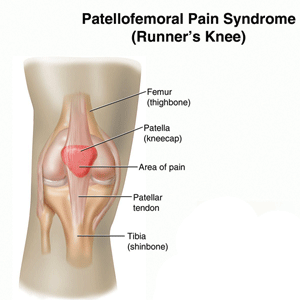 Patellofemoral Pain Syndrome
(Runner's Knee)
Femur
(thighbone)
Patella
(kneecap)
Area of pain
Patellar
tendon
Tibia
(shinbone)